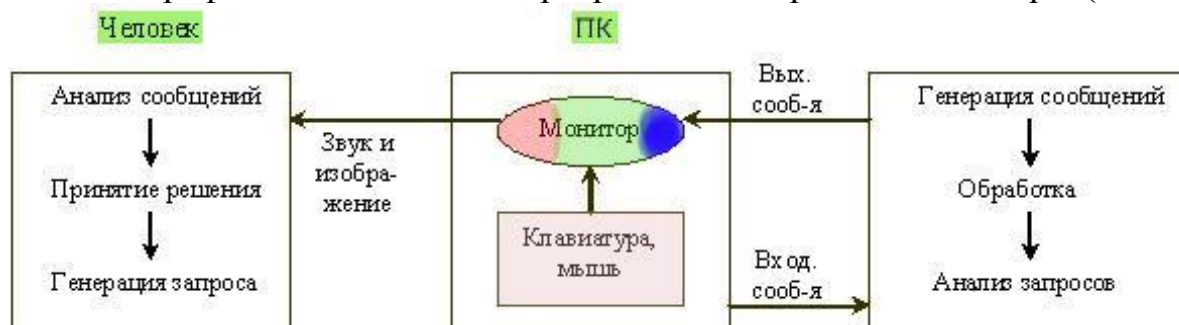 Человек
ПК
Анализ сообщений
Принятие решения
Генерация запроса
Звук и
изобра-
жение
Монитор
Клавиатура,
мышь
Вых.
сооб-я
Вход.
сооб-я
Генерация сообщений
Обработка
Анализ запросов